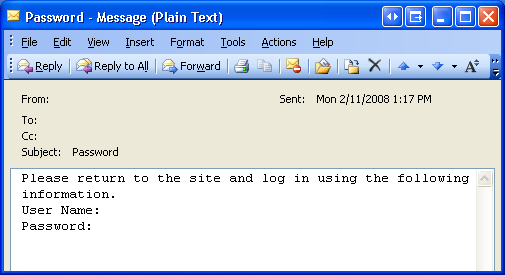 Password - Message (Plain Text)
File Edit View Insert Format Tools Actions Help
Reply Reply to All Forward A
From: Sent: Mon 2/11/2008 1:17 PM
To:
Cc:
Subject: Password
Please return to the site and log in using the following
information.
User Name:
Password: